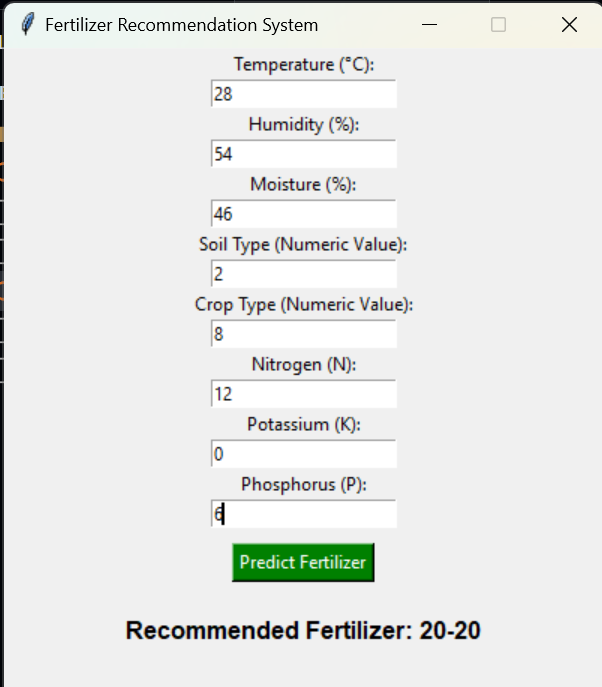 Fertilizer Recommendation System
Temperature (°C):
28
Humidity (%):
54
Moisture (%):
46
Soil Type (Numeric Value):
2
Crop Type (Numeric Value):
8
Nitrogen (N):
12
Potassium (K):
0
Phosphorus (P):
6
Predict Fertilizer
Recommended Fertilizer: 20-20